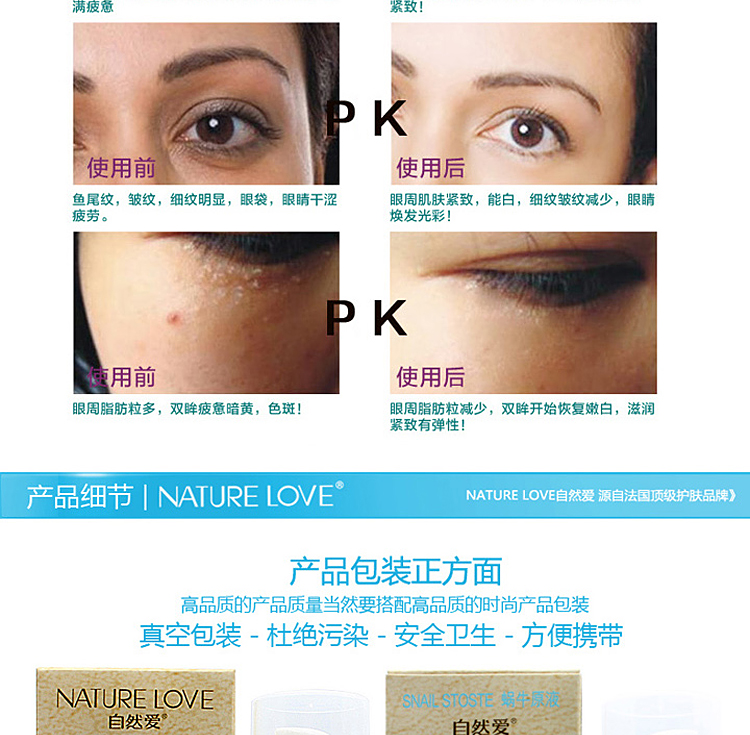 满疲惫
紧致！
P K
使用前
使用后
鱼尾纹，皱纹，细纹明显，眼袋，眼睛干涩
疲劳。
眼周肌肤紧致，能白，细纹皱纹减少，眼睛
焕发光彩！
P K
使用前
使用后
眼周脂肪粒多，双眸疲惫暗黄，色斑！
眼周脂肪粒减少，双眸开始恢复嫩白，滋润
紧致有弹性！
产品细节 | NATURE LOVE®
NATURE LOVE自然爱 源自法国顶级护肤品牌》
产品包装正方面
高品质的产品质量当然要搭配高品质的时尚产品包装
真空包装 - 杜绝污染 - 安全卫生 - 方便携带
NATURE LOVE
自然爱®
SNAIL STOSTE 蜗牛原液
自然爱®